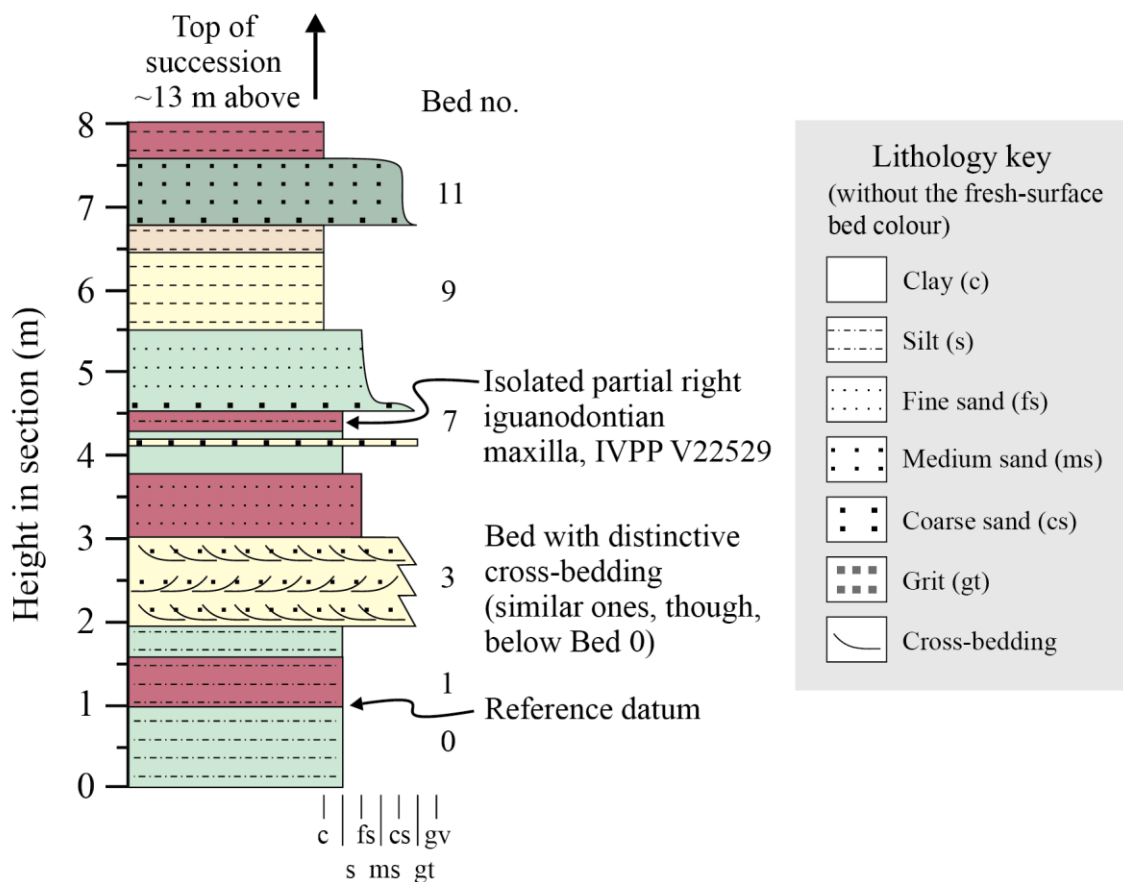 Top of
succession
~13 m above
Bed no.
8
7
6
5
4
3
2
1
0
Height in section (m)
11
9
7
3
1
0
Isolated partial right
iguanodontian
maxilla, IVPP V22529
Bed with distinctive
cross-bedding
(similar ones, though,
below Bed 0)
Reference datum
c fs cs gv
s ms gt
Lithology key
(without the fresh-surface
bed colour)
Clay (c)
Silt (s)
Fine sand (fs)
Medium sand (ms)
Coarse sand (cs)
Grit (gt)
Cross-bedding